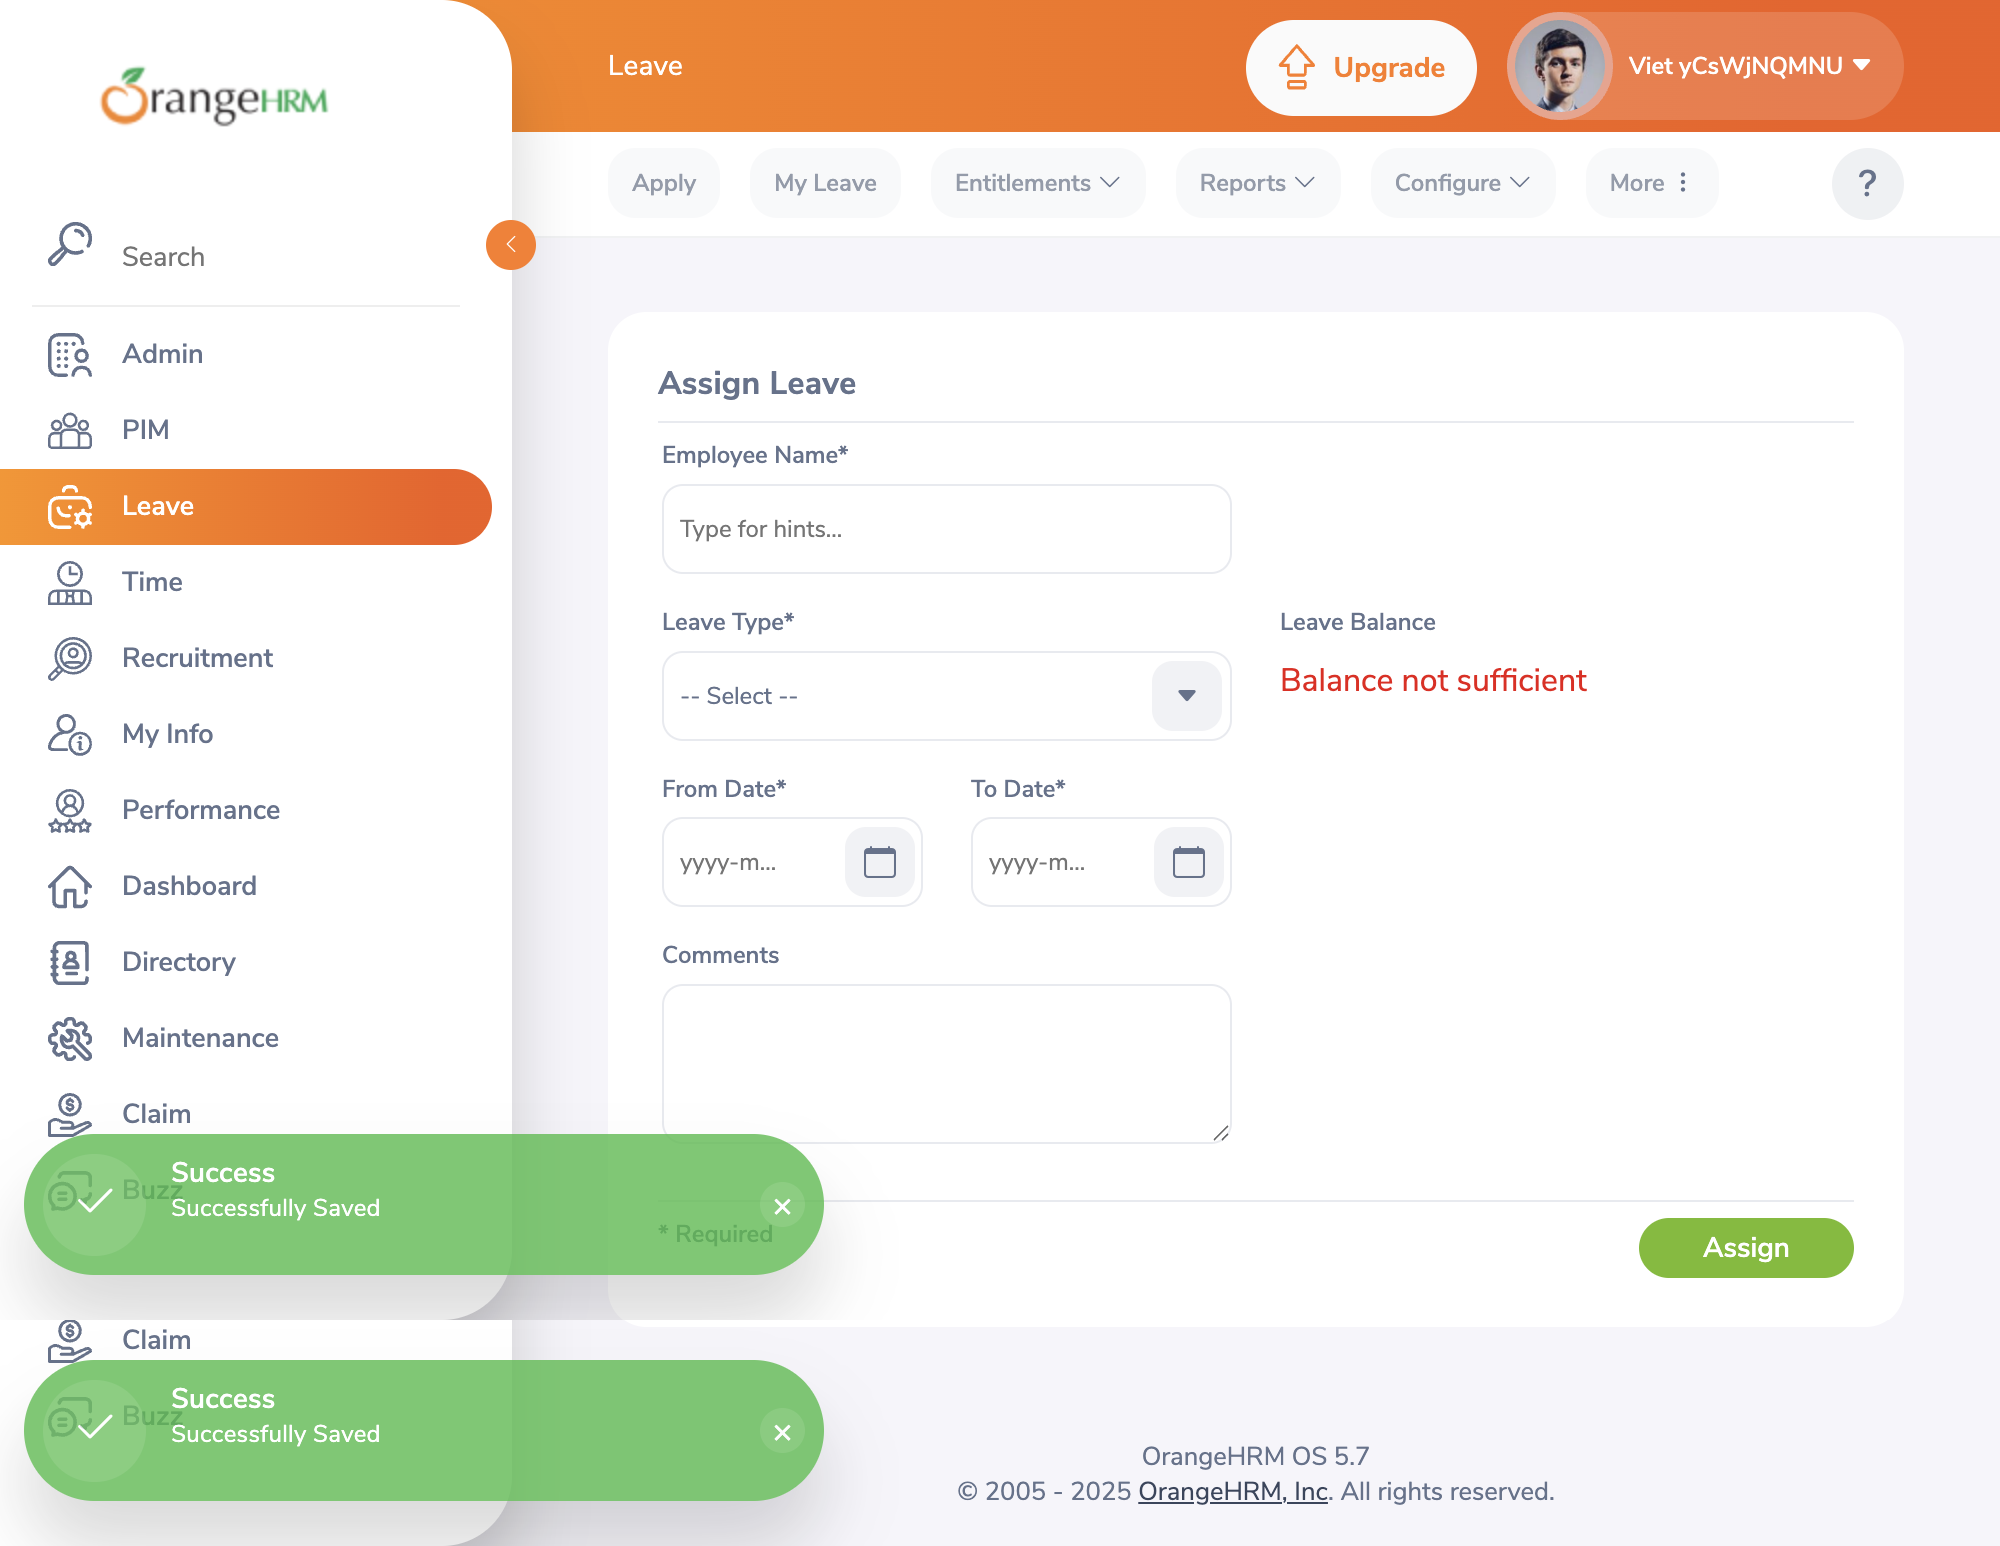 OrangeHRM
Leave
Upgrade
Viet yCsWjNQMNU
Apply
My Leave
Entitlements
Reports
Configure
More
?
Search
Admin
PIM
Leave
Time
Recruitment
My Info
Performance
Dashboard
Directory
Maintenance
Claim
Buzz
Success
Successfully Saved
Claim
Buzz
Success
Successfully Saved
Assign Leave
Employee Name*
Type for hints...
Leave Type*
-- Select --
Leave Balance
Balance not sufficient
From Date*
yyyy-m...
To Date*
yyyy-m...
Comments
* Required
Assign
OrangeHRM OS 5.7
© 2005 - 2025 OrangeHRM, Inc. All rights reserved.